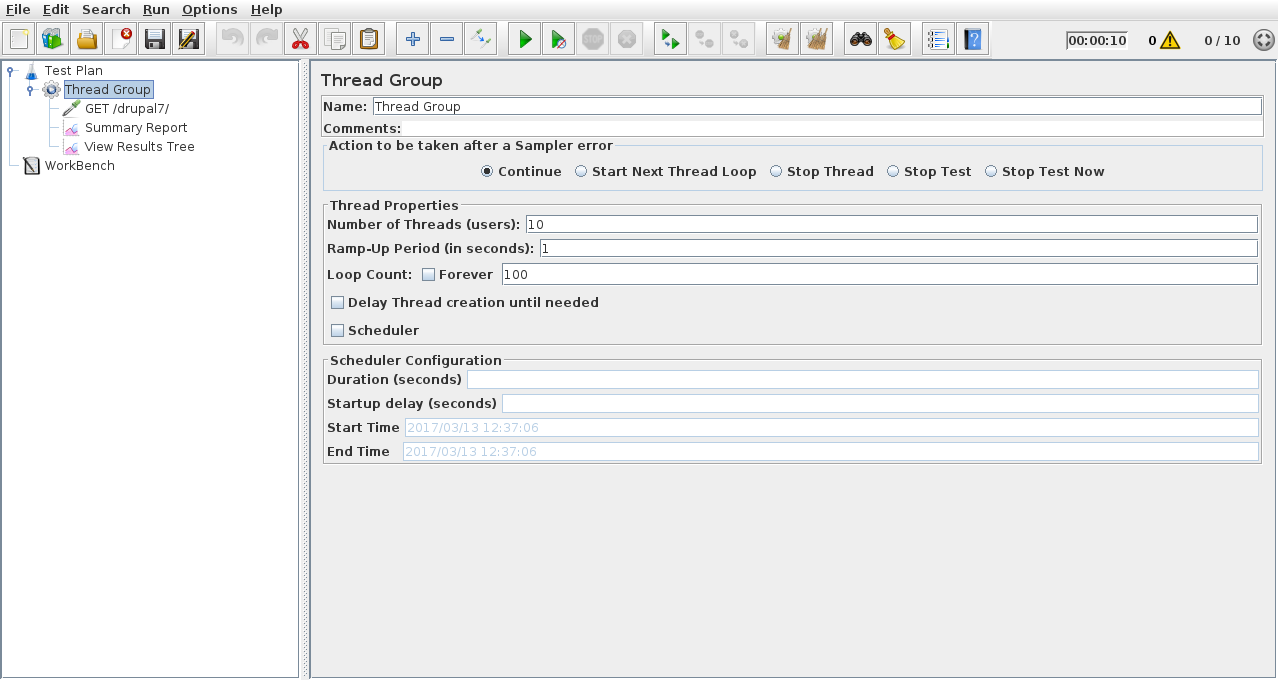 File Edit Search Run Options Help
00:00:10 0 0 / 10
Test Plan
Thread Group
GET /drupal7/
Summary Report
View Results Tree
WorkBench
Thread Group
Name: Thread Group
Comments:
Action to be taken after a Sampler error
Continue Start Next Thread Loop Stop Thread Stop Test Stop Test Now
Thread Properties
Number of Threads (users): 10
Ramp-Up Period (in seconds): 1
Loop Count: Forever 100
Delay Thread creation until needed
Scheduler
Scheduler Configuration
Duration (seconds)
Startup delay (seconds)
Start Time 2017/03/13 12:37:06
End Time 2017/03/13 12:37:06